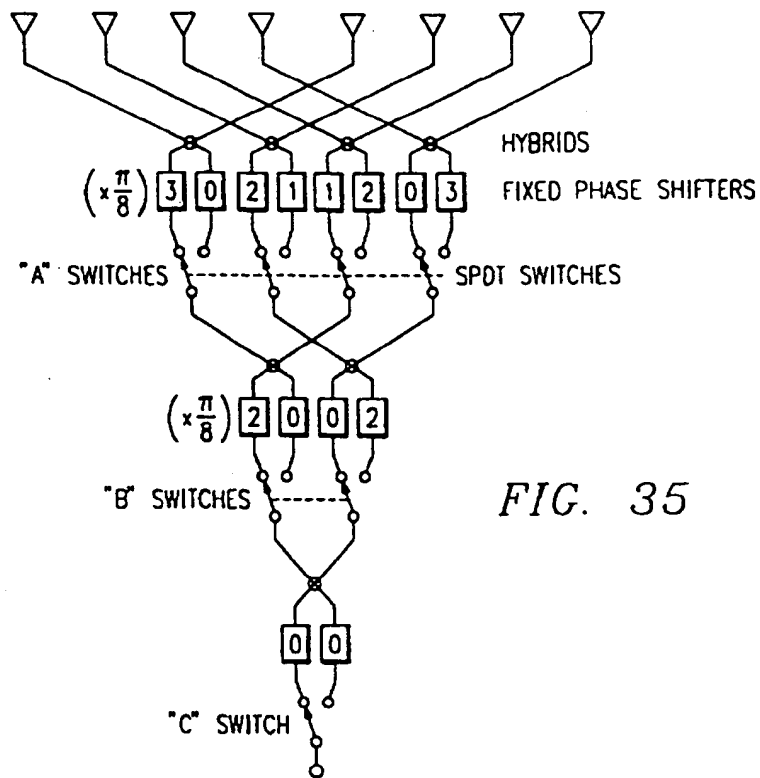 HYBRIDS
(×π/8) 3 0 2 1 1 2 0 3 FIXED PHASE SHIFTERS
"A" SWITCHES SPDT SWITCHES
(×π/8) 2 0 0 2
"B" SWITCHES
FIG. 35
0 0
"C" SWITCH